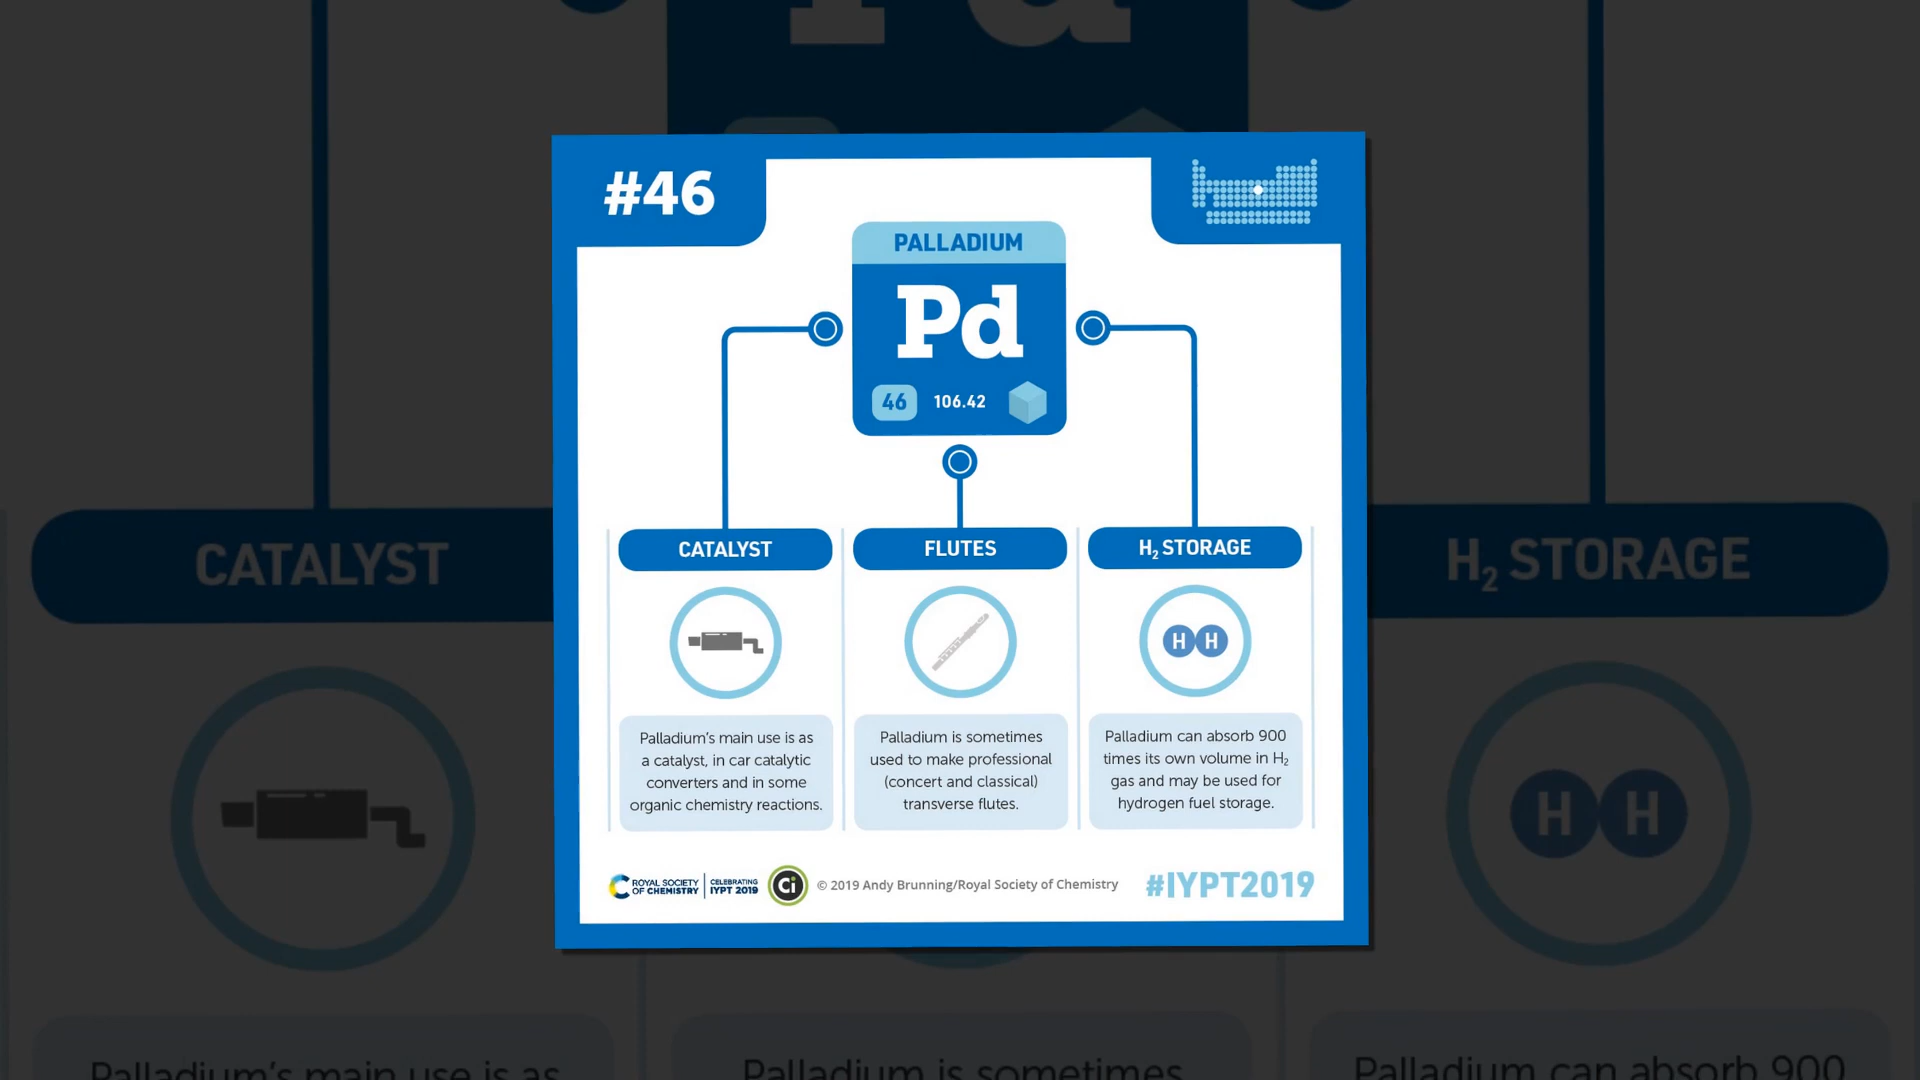 #46
PALLADIUM
Pd
46 106.42
CATALYST
Palladium's main use is as
a catalyst, in car catalytic
converters and in some
organic chemistry reactions.
FLUTES
Palladium is sometimes
used to make professional
(concert and classical)
transverse flutes.
H₂ STORAGE
H H
Palladium can absorb 900
times its own volume in H₂
gas and may be used for
hydrogen fuel storage.
ROYAL SOCIETY
OF CHEMISTRY
CELEBRATING
IYPT 2019
Ci
© 2019 Andy Brunning/Royal Society of Chemistry
#IYPT2019
Pd
CATALYST
H₂ STORAGE
H H
Palladium's main use is as
Palladium is sometimes
Palladium can absorb 900